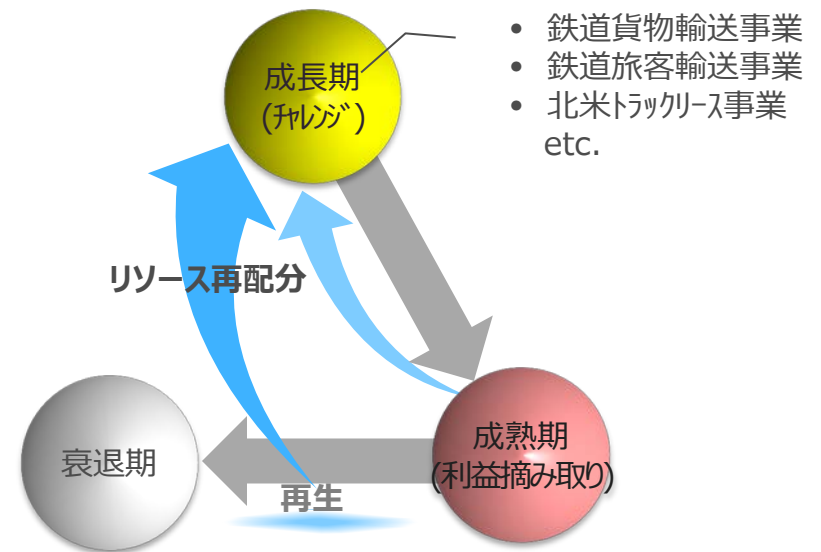 • 鉄道貨物輸送事業
• 鉄道旅客輸送事業
• 北米ﾄﾗｯｸﾘｰｽ事業
etc.
成長期
(ﾁｬﾚﾝｼﾞ)
リソース再配分
成熟期
(利益摘み取り)
衰退期
再生